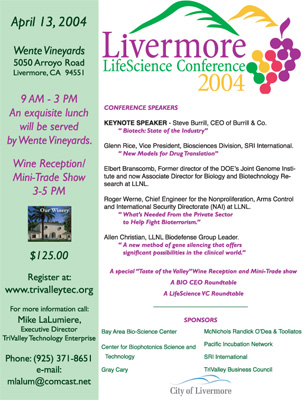 April 13, 2004
Wente Vineyards
5050 Arroyo Road
Livermore, CA 94551
9 AM - 3 PM
An exquisite lunch
will be served
by Wente Vineyards.
Wine Reception/
Mini-Trade Show
3-5 PM
Our Winery
$125.00
Register at:
www.trivalleytec.org
For more information call:
Mike LaLumiere,
Executive Director
TriValley Technology Enterprise
Phone: (925) 371-8651
e-mail:
mlalum@comcast.net
Livermore
LifeScience Conference
2004
CONFERENCE SPEAKERS
KEYNOTE SPEAKER - Steve Burrill, CEO of Burrill & Co.
"Biotech: State of the Industry"
Glenn Rice, Vice President, Biosciences Division, SRI International.
"New Models for Drug Translation"
Elbert Branscomb, Former director of the DOE's Joint Genome Insti-
tute and now Associate Director for Biology and Biotechnology Re-
search at LLNL.
Roger Werne, Chief Engineer for the Nonproliferation, Arms Control
and International Security Directorate (NAI) at LLNL.
"What's Needed From the Private Sector
to Help Fight Bioterrorism."
Allen Christian, LLNL Biodefense Group Leader.
"A new method of gene silencing that offers
significant possibilities in the clinical world."
A special "Taste of the Valley" Wine Reception and Mini-Trade show
A BIO CEO Roundtable
A LifeScience VC Roundtable
SPONSORS
Bay Area Bio-Science Center
Center for Biophotonics Science and
Technology
Gray Cary
McNichols Randick O'Dea & Tooliatos
Pacific Incubation Network
SRI International
TriValley Business Council
City of Livermore